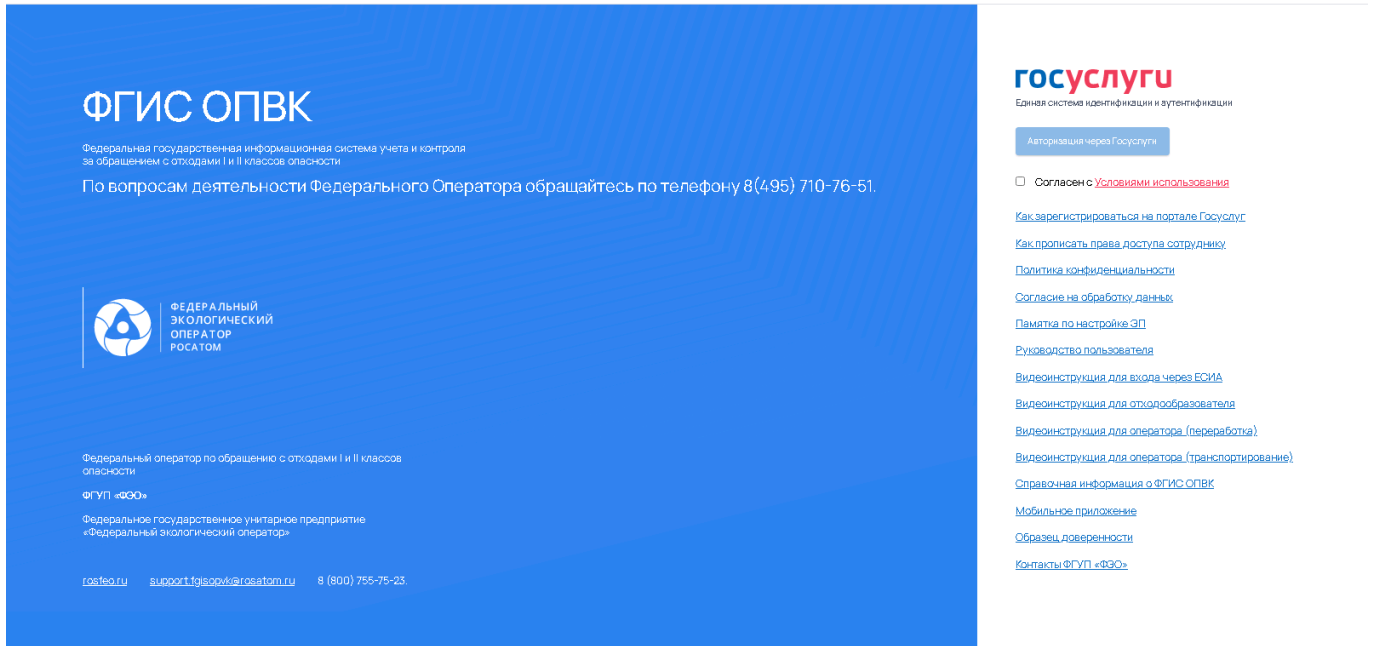 ФГИС ОПВК
Федеральная государственная информационная система учета и контроля
за обращением с отходами I и II классов опасности
По вопросам деятельности Федерального Оператора обращайтесь по телефону 8(495) 710-76-51.
ФЕДЕРАЛЬНЫЙ
ЭКОЛОГИЧЕСКИЙ
ОПЕРАТОР
РОСАТОМ
Федеральный оператор по обращению с отходами I и II классов
опасности
ФГУП «ФЭО»
Федеральное государственное унитарное предприятие
«Федеральный экологический оператор»
rosfeo.ru support.fgisopvk@rosatom.ru 8 (800) 755-75-23.
госуслуги
Единая система идентификации и аутентификации
Авторизация через Госуслуги
Согласен с Условиями использования
Как зарегистрироваться на портале Госуслуг
Как прописать права доступа сотруднику
Политика конфиденциальности
Согласие на обработку данных
Памятка по настройке ЭП
Руководство пользователя
Видеоинструкция для входа через ЕСИА
Видеоинструкция для отходообразователя
Видеоинструкция для оператора (переработка)
Видеоинструкция для оператора (транспортирование)
Справочная информация о ФГИС ОПВК
Мобильное приложение
Образец доверенности
Контакты ФГУП «ФЭО»